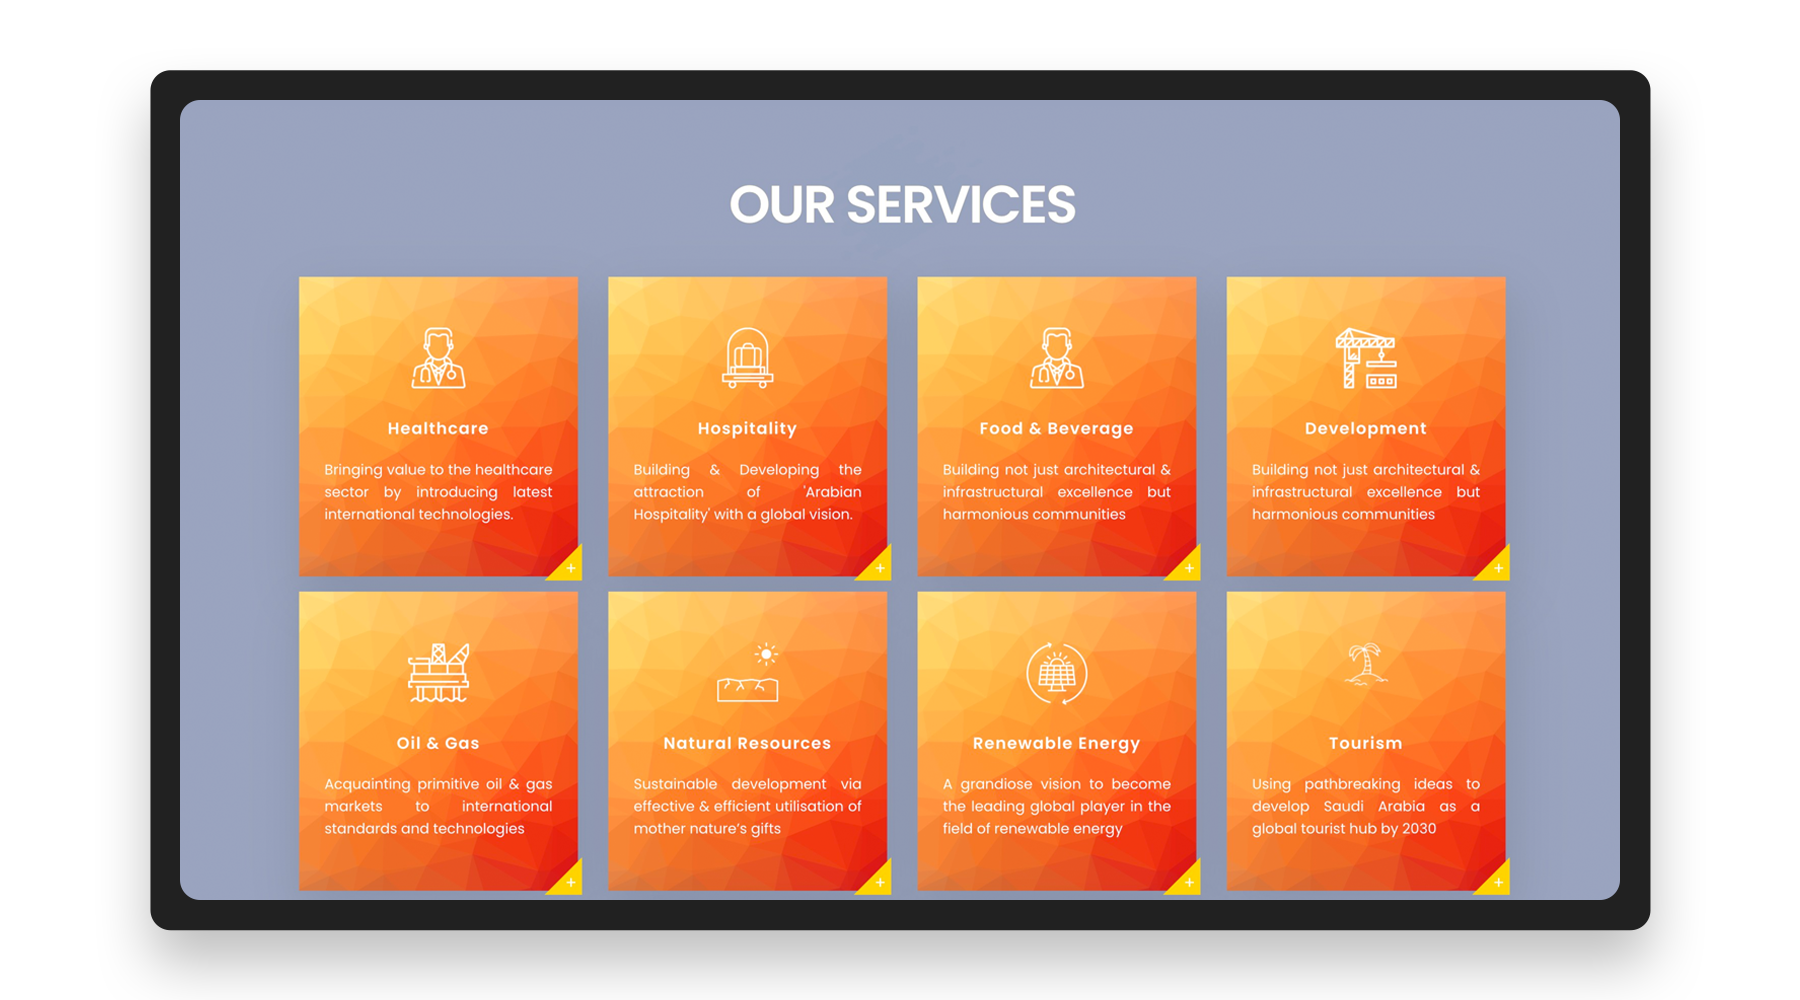 OUR SERVICES
Healthcare
Bringing value to the healthcare
sector by introducing latest
international technologies.
+
Hospitality
Building & Developing the
attraction of 'Arabian
Hospitality' with a global vision.
+
Food & Beverage
Building not just architectural &
infrastructural excellence but
harmonious communities
+
Development
Building not just architectural &
infrastructural excellence but
harmonious communities
+
Oil & Gas
Acquainting primitive oil & gas
markets to international
standards and technologies
+
Natural Resources
Sustainable development via
effective & efficient utilisation of
mother nature's gifts
+
Renewable Energy
A grandiose vision to become
the leading global player in the
field of renewable energy
+
Tourism
Using pathbreaking ideas to
develop Saudi Arabia as a
global tourist hub by 2030
+